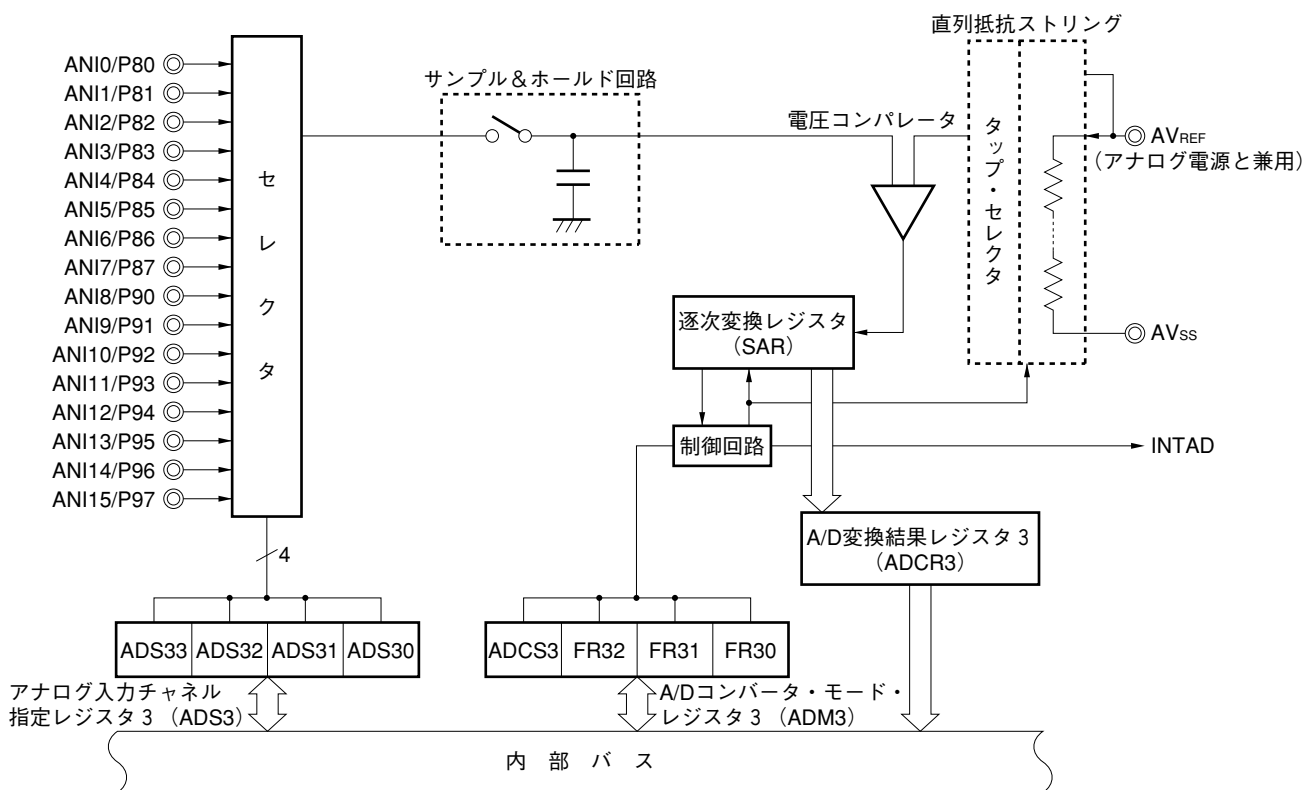 直列抵抗ストリング
ANI0/P80
ANI1/P81
ANI2/P82
ANI3/P83
ANI4/P84
ANI5/P85
ANI6/P86
ANI7/P87
ANI8/P90
ANI9/P91
ANI10/P92
ANI11/P93
ANI12/P94
ANI13/P95
ANI14/P96
ANI15/P97
セレクタ
サンプル＆ホールド回路
電圧コンパレータ
タップ・セレクタ
AVREF
（アナログ電源と兼用）
AVSS
逐次変換レジスタ
（SAR）
制御回路
INTAD
A/D変換結果レジスタ3
（ADCR3）
4
ADS33 ADS32 ADS31 ADS30
ADCS3 FR32 FR31 FR30
アナログ入力チャネル
指定レジスタ3（ADS3）
A/Dコンバータ・モード・
レジスタ3（ADM3）
内部バス